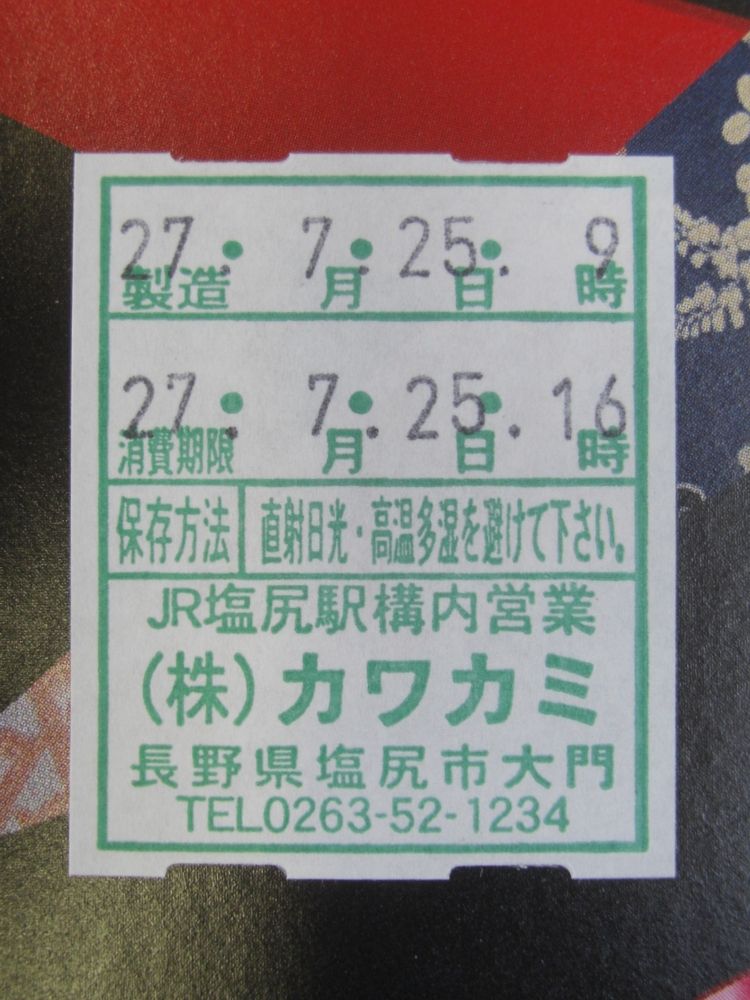 27. 7. 25. 9
製造 月 日 時
27. 7. 25. 16
消費期限 月 日 時
保存方法 直射日光・高温多湿を避けて下さい。
JR塩尻駅構内営業
(株)カワカミ
長野県塩尻市大門
TEL0263-52-1234